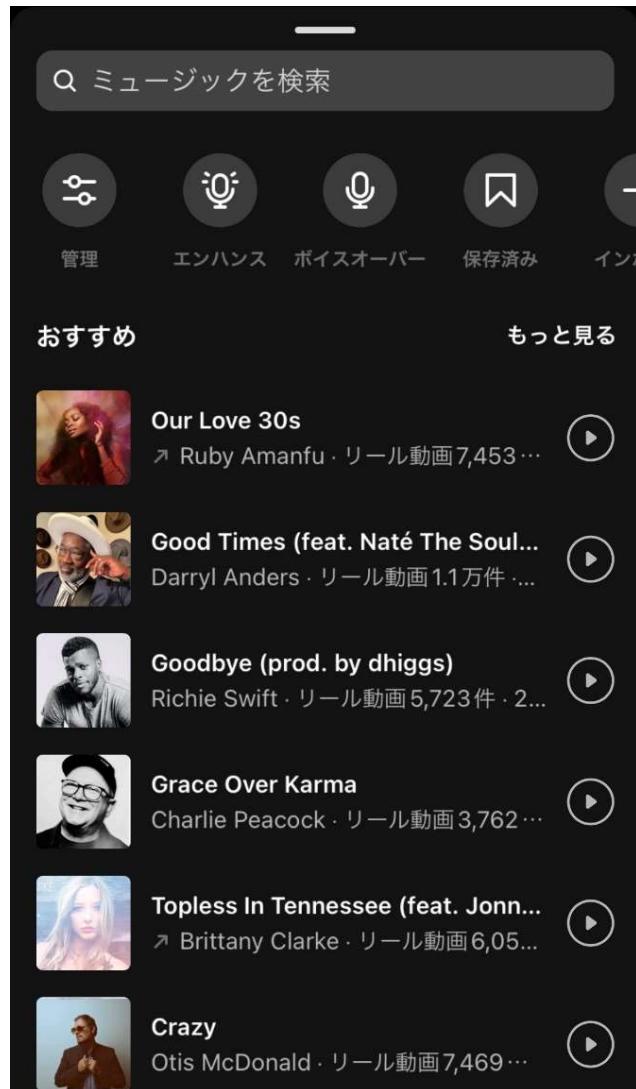 ミュージックを検索
管理 エンハンス ボイスオーバー 保存済み イン
おすすめ もっと見る
Our Love 30s
Ruby Amanfu · リール動画7,453…
Good Times (feat. Naté The Soul...
Darryl Anders · リール動画1.1万件 ·...
Goodbye (prod. by dhiggs)
Richie Swift · リール動画5,723件 · 2...
Grace Over Karma
Charlie Peacock · リール動画3,762…
Topless In Tennessee (feat. Jonn...
Brittany Clarke · リール動画6,05...
Crazy
Otis McDonald · リール動画7,469…